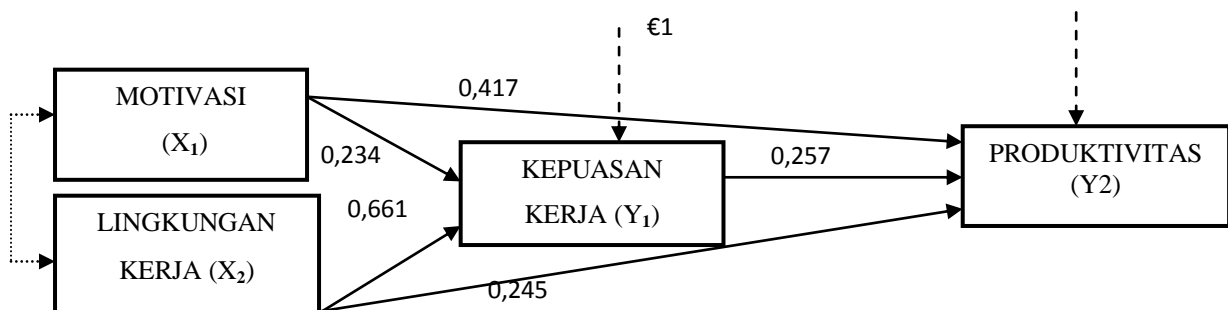 €1
MOTIVASI
(X1)
0,417
0,234
KEPUASAN
KERJA (Y1)
0,257
PRODUKTIVITAS
(Y2)
LINGKUNGAN
KERJA (X2)
0,661
0,245